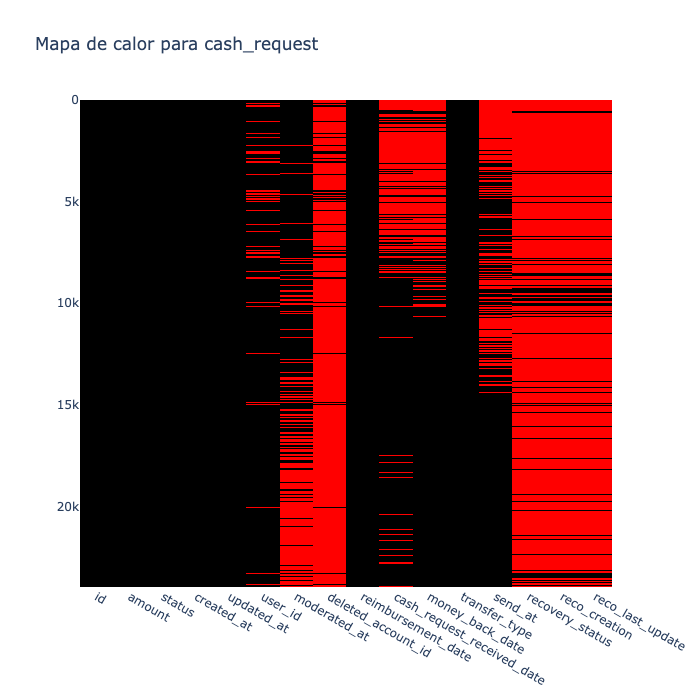 Mapa de calor para cash_request
0
5k
10k
15k
20k
id
amount
status
created_at
updated_at
user_id
moderated_at
deleted_account_id
reimbursement_date
cash_request_received_date
money_back_date
transfer_type
send_at
recovery_status
reco_creation
reco_last_update